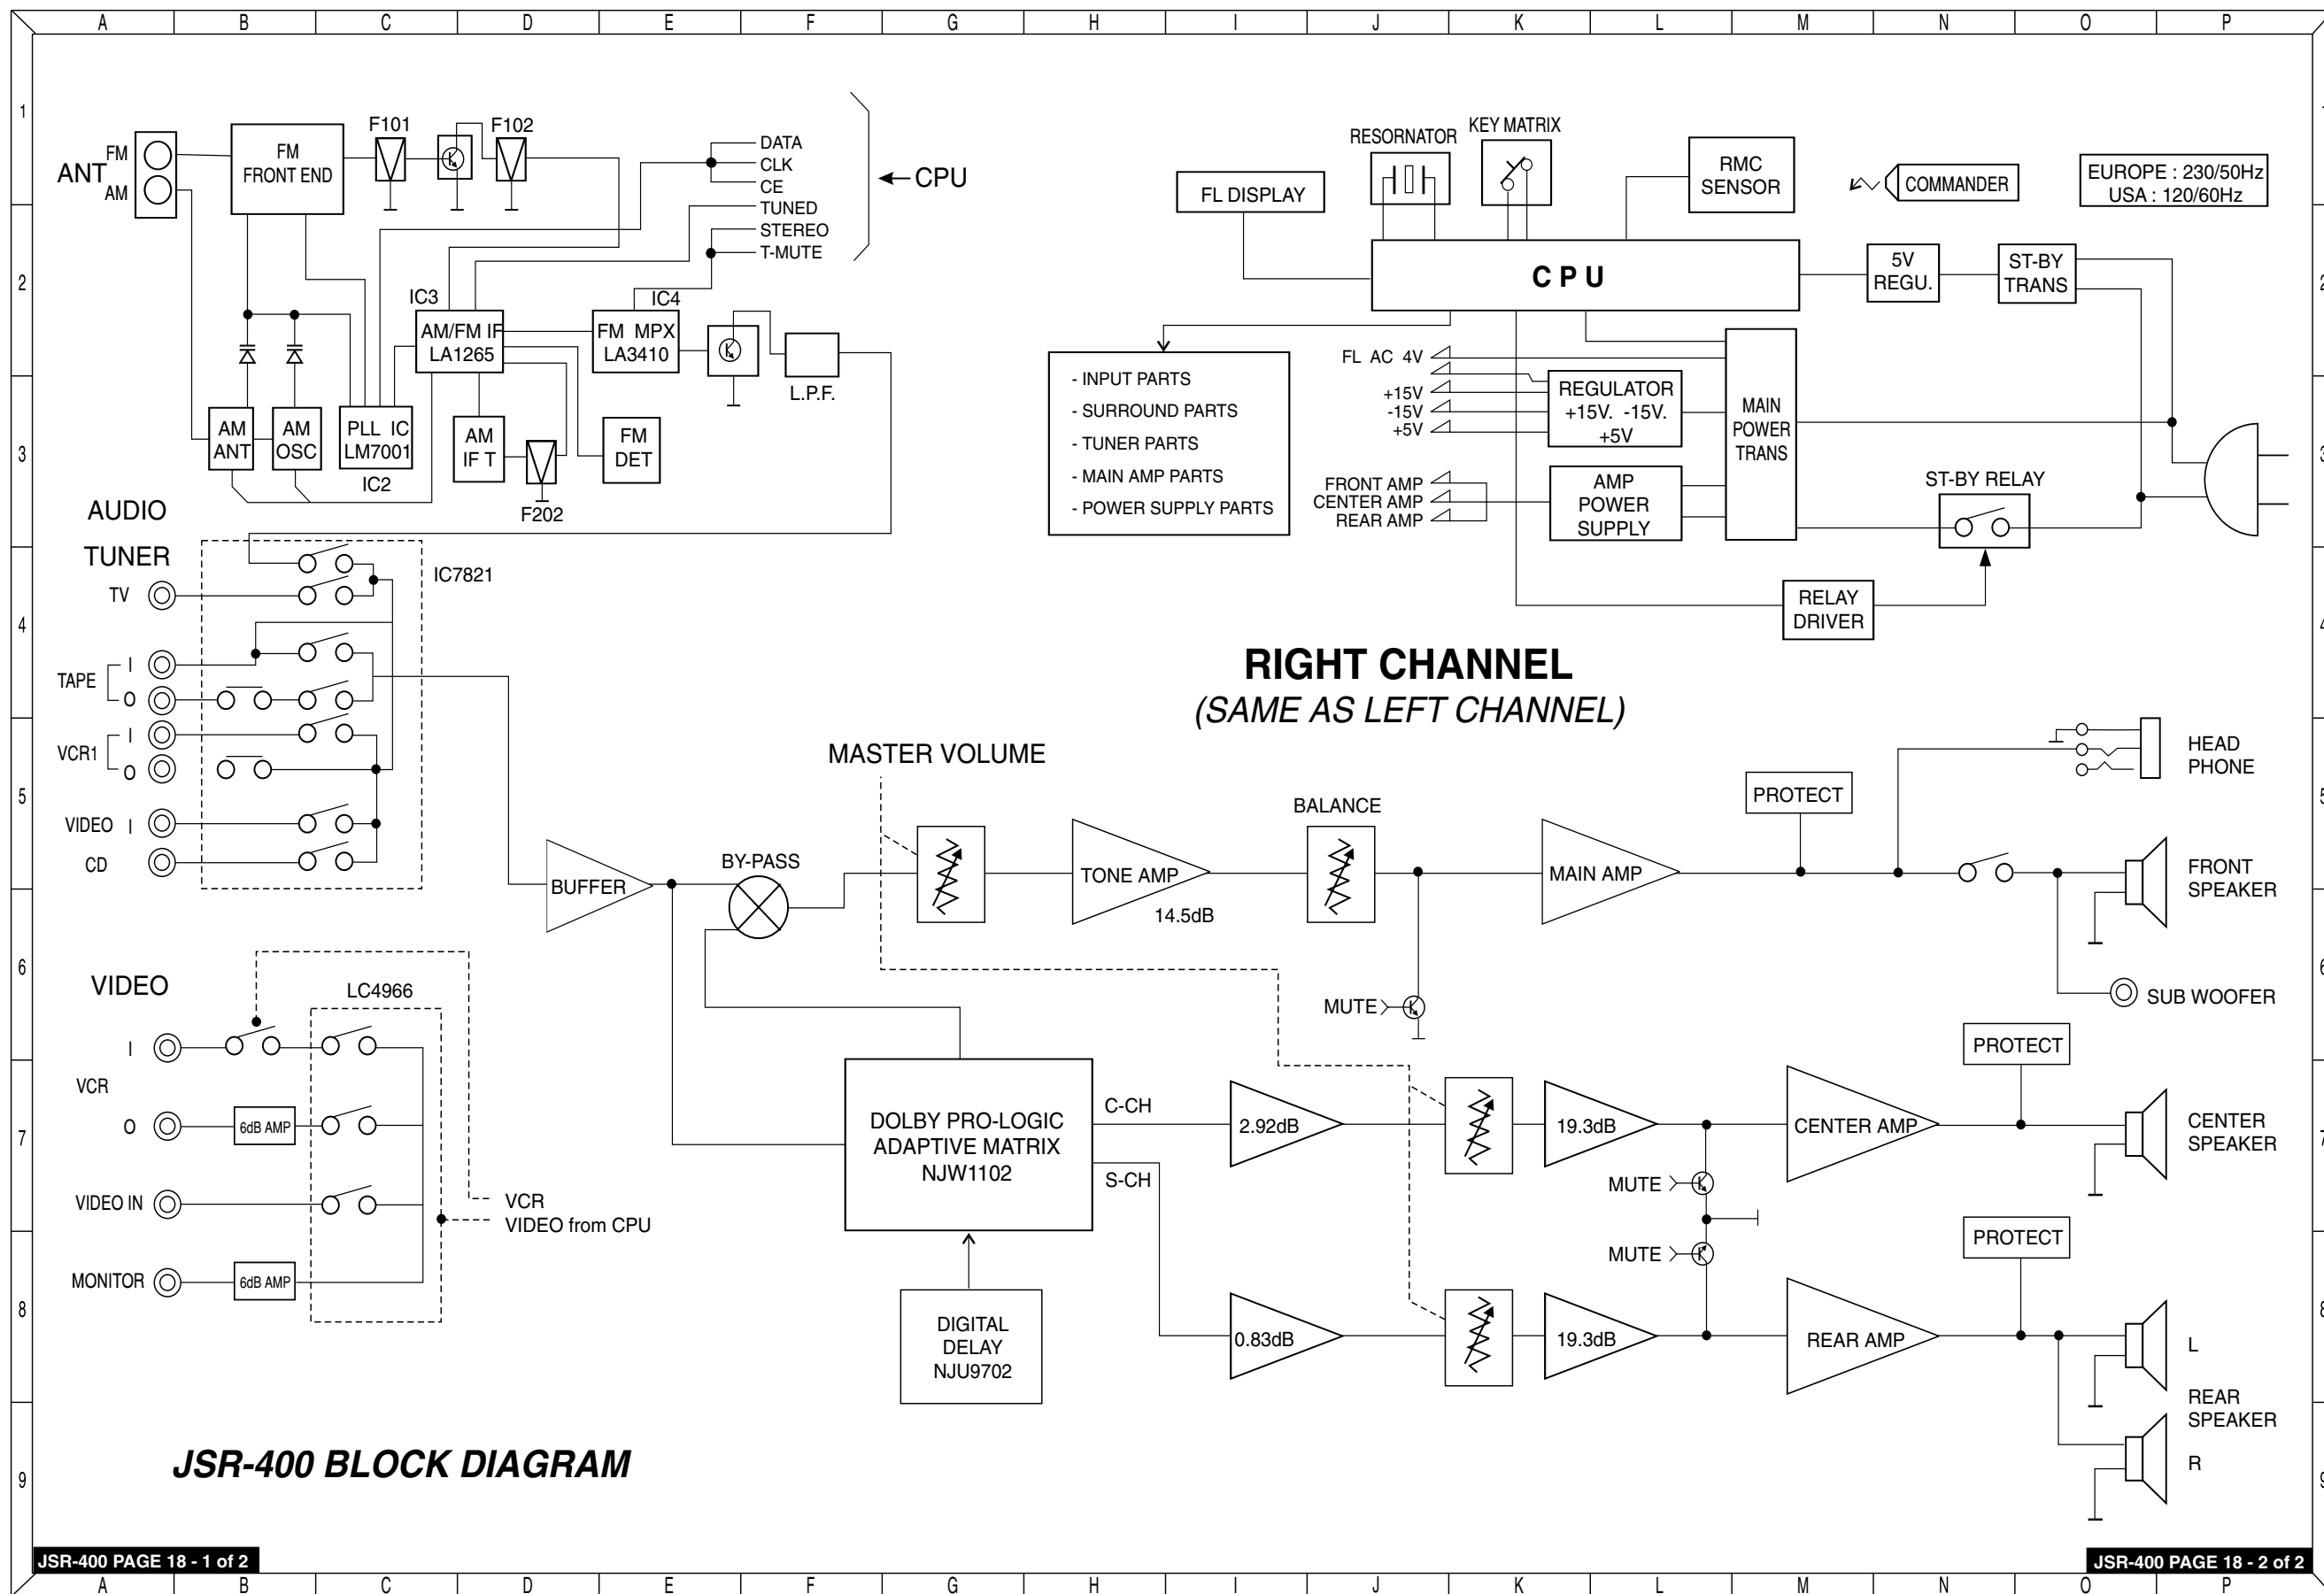 A B C D E F G H I J K L M N O P
1
2
3
4
5
6
7
8
9
ANT
FM
AM
FM
FRONT END
F101
F102
DATA
CLK
CE
TUNED
STEREO
T-MUTE
CPU
IC3
AM/FM IF
LA1265
IC4
FM MPX
LA3410
L.P.F.
AM
ANT
AM
OSC
PLL IC
LM7001
IC2
AM
IF T
F202
FM
DET
RESORNATOR
KEY MATRIX
FL DISPLAY
RMC
SENSOR
COMMANDER
EUROPE : 230/50Hz
USA : 120/60Hz
C P U
5V
REGU.
ST-BY
TRANS
- INPUT PARTS
- SURROUND PARTS
- TUNER PARTS
- MAIN AMP PARTS
- POWER SUPPLY PARTS
FL AC 4V
+15V
-15V
+5V
REGULATOR
+15V. -15V.
+5V
MAIN
POWER
TRANS
FRONT AMP
CENTER AMP
REAR AMP
AMP
POWER
SUPPLY
ST-BY RELAY
RELAY
DRIVER
AUDIO
TUNER
TV
IC7821
TAPE
I
O
VCR1
I
O
VIDEO I
CD
RIGHT CHANNEL
(SAME AS LEFT CHANNEL)
MASTER VOLUME
BUFFER
BY-PASS
TONE AMP
14.5dB
BALANCE
MUTE
MAIN AMP
PROTECT
HEAD
PHONE
FRONT
SPEAKER
SUB WOOFER
VIDEO
LC4966
I
VCR
O
6dB AMP
VIDEO IN
MONITOR
6dB AMP
VCR
VIDEO from CPU
DOLBY PRO-LOGIC
ADAPTIVE MATRIX
NJW1102
DIGITAL
DELAY
NJU9702
C-CH
S-CH
2.92dB
0.83dB
19.3dB
19.3dB
MUTE
MUTE
CENTER AMP
REAR AMP
PROTECT
PROTECT
CENTER
SPEAKER
L
REAR
SPEAKER
R
JSR-400 BLOCK DIAGRAM
JSR-400 PAGE 18 - 1 of 2
JSR-400 PAGE 18 - 2 of 2
A B C D E F G H I J K L M N O P